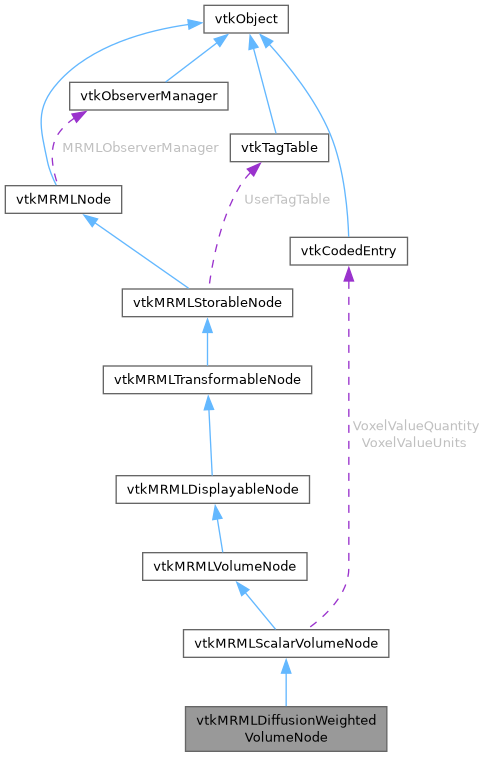 vtkObject
vtkObserverManager
MRMLObserverManager
vtkTagTable
vtkMRMLNode
UserTagTable
vtkCodedEntry
vtkMRMLStorableNode
vtkMRMLTransformableNode
VoxelValueQuantity
VoxelValueUnits
vtkMRMLDisplayableNode
vtkMRMLVolumeNode
vtkMRMLScalarVolumeNode
vtkMRMLDiffusionWeighted
VolumeNode